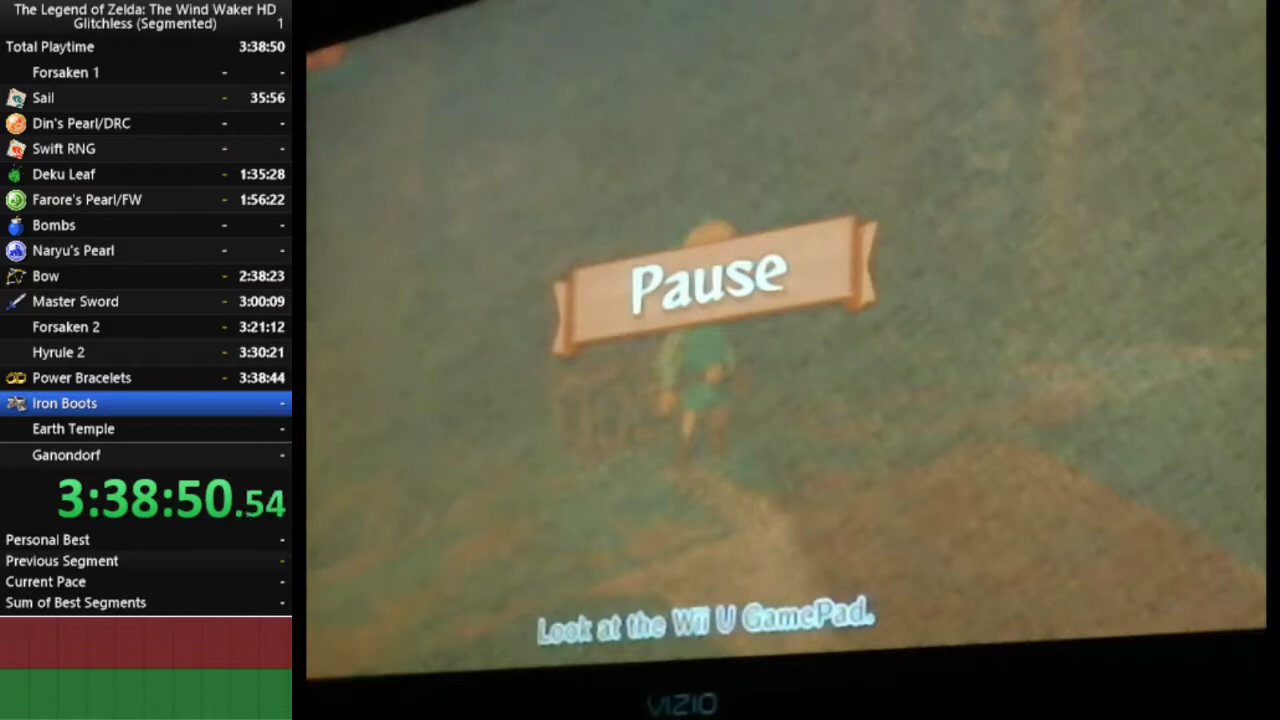 The Legend of Zelda: The Wind Waker HD
Glitchless (Segmented) 1
Total Playtime 3:38:50
Forsaken 1 - -
Sail - 35:56
Din's Pearl/DRC - -
Swift RNG - -
Deku Leaf - 1:35:28
Farore's Pearl/FW - 1:56:22
Bombs - -
Naryu's Pearl - -
Bow - 2:38:23
Master Sword - 3:00:09
Forsaken 2 - 3:21:12
Hyrule 2 - 3:30:21
Power Bracelets - 3:38:44
Iron Boots -
Earth Temple -
Ganondorf -
3:38:50.54
Personal Best -
Previous Segment -
Current Pace -
Sum of Best Segments -
Pause
Look at the Wii U GamePad.
VIZIO